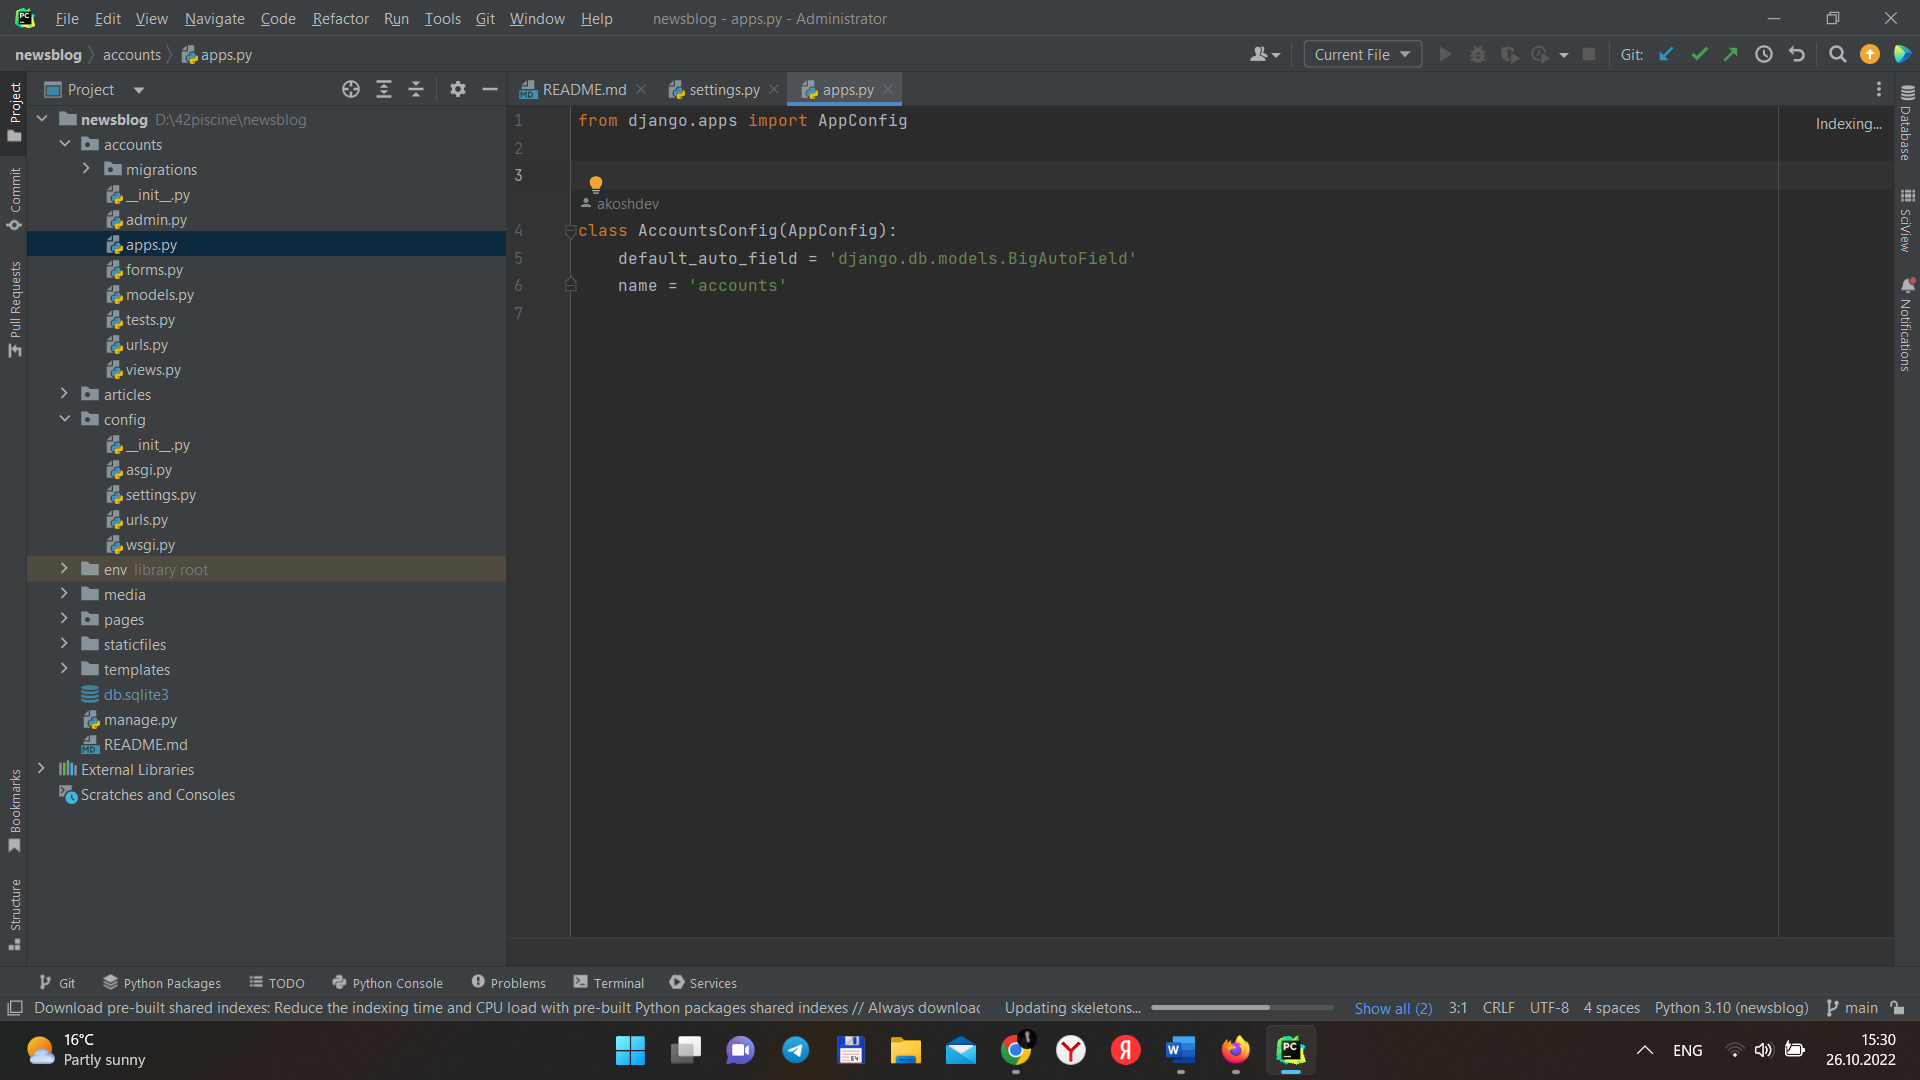 File Edit View Navigate Code Refactor Run Tools Git Window Help newsblog - apps.py - Administrator
newsblog accounts apps.py Current File Git:
Project
Commit
Pull Requests
Bookmarks
Structure
Project
newsblog D:\42piscine\newsblog
accounts
migrations
__init__.py
admin.py
apps.py
forms.py
models.py
tests.py
urls.py
views.py
articles
config
__init__.py
asgi.py
settings.py
urls.py
wsgi.py
env library root
media
pages
staticfiles
templates
db.sqlite3
manage.py
README.md
External Libraries
Scratches and Consoles
README.md settings.py apps.py
1 from django.apps import AppConfig
2
3
akoshdev
4 class AccountsConfig(AppConfig):
5 default_auto_field = 'django.db.models.BigAutoField'
6 name = 'accounts'
7
Indexing...
Database
SciView
Notifications
Git Python Packages TODO Python Console Problems Terminal Services
Download pre-built shared indexes: Reduce the indexing time and CPU load with pre-built Python packages shared indexes // Always downloac Updating skeletons... Show all (2) 3:1 CRLF UTF-8 4 spaces Python 3.10 (newsblog) main
16°C
Partly sunny
64
Y
Я
W
PC
ENG
15:30
26.10.2022